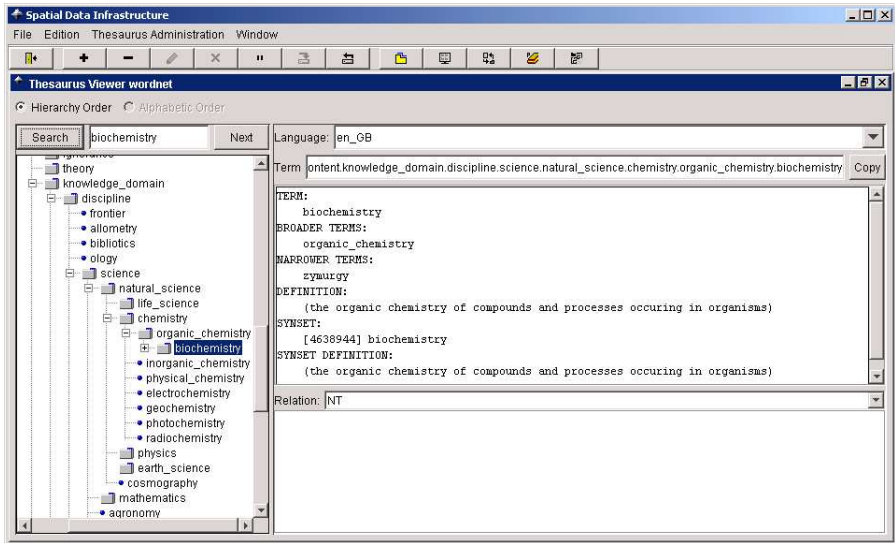 Spatial Data Infrastructure
File Edition Thesaurus Administration Window
Thesaurus Viewer wordnet
Hierarchy Order Alphabetic Order
Search biochemistry Next
Language: en_GB
Term ontent.knowledge_domain.discipline.science.natural_science.chemistry.organic_chemistry.biochemistry Copy
ignorance
theory
knowledge_domain
discipline
frontier
allometry
bibliotics
ology
science
natural_science
life_science
chemistry
organic_chemistry
biochemistry
inorganic_chemistry
physical_chemistry
electrochemistry
geochemistry
photochemistry
radiochemistry
physics
earth_science
cosmography
mathematics
agronomy
TERM:
biochemistry
BROADER TERMS:
organic_chemistry
NARROWER TERMS:
zymurgy
DEFINITION:
(the organic chemistry of compounds and processes occuring in organisms)
SYNSET:
[4638944] biochemistry
SYNSET DEFINITION:
(the organic chemistry of compounds and processes occuring in organisms)
Relation: NT